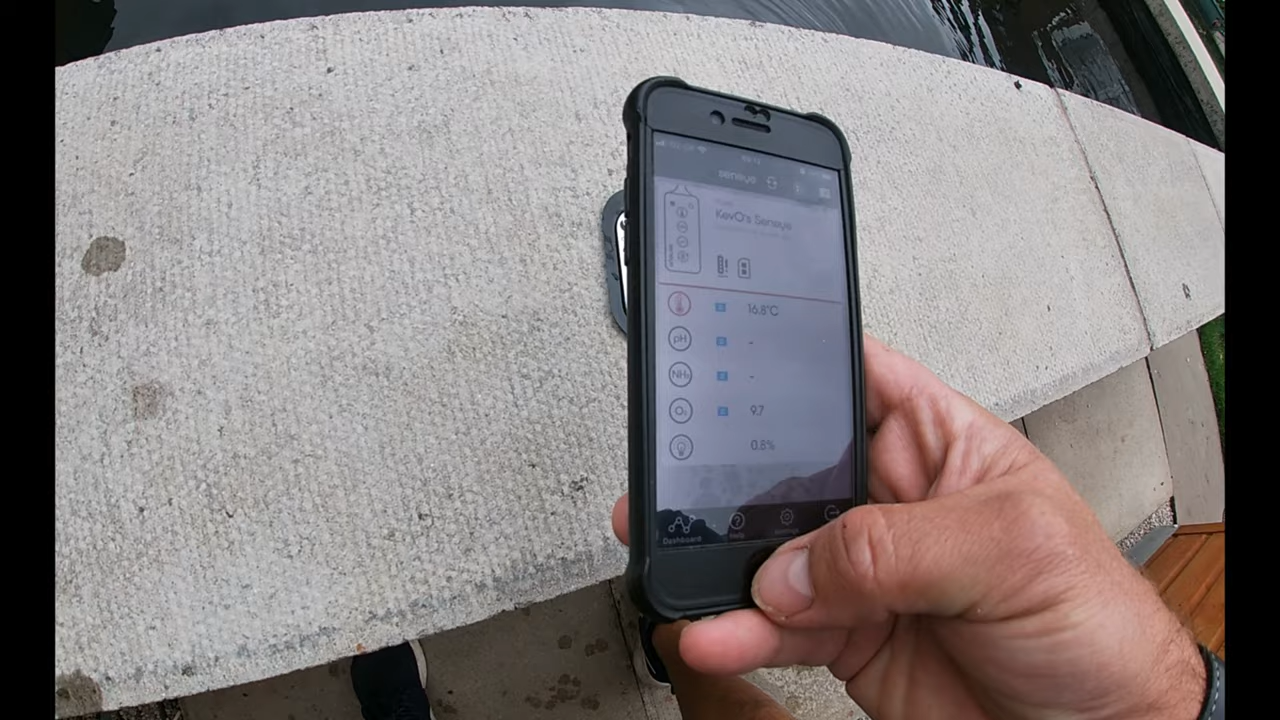 seneye
KevO's Seneye
16.8°C
pH
-
NH₃
-
O₂
9.7
0.8%
Dashboard
Help
Settings